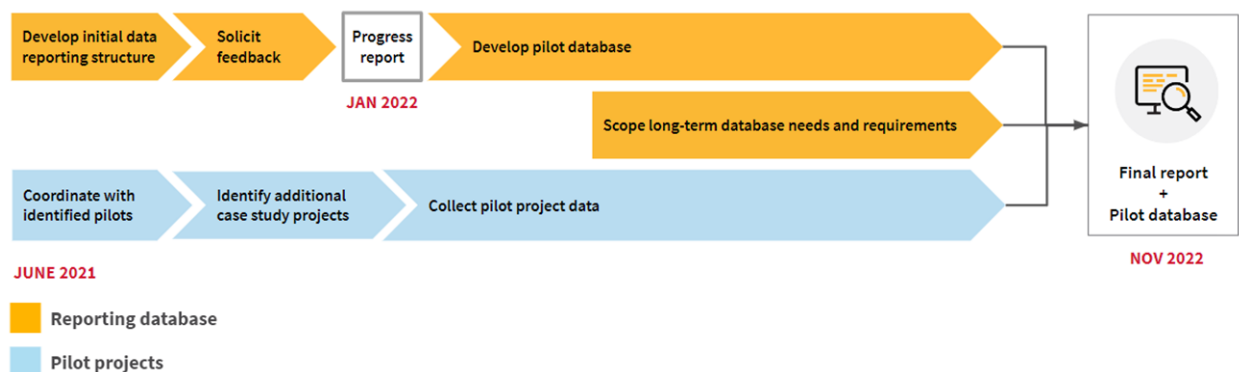 Develop initial data
reporting structure
Solicit
feedback
Progress
report
JAN 2022
Develop pilot database
Scope long-term database needs and requirements
Coordinate with
identified pilots
Identify additional
case study projects
Collect pilot project data
JUNE 2021
Final report
+
Pilot database
NOV 2022
Reporting database
Pilot projects